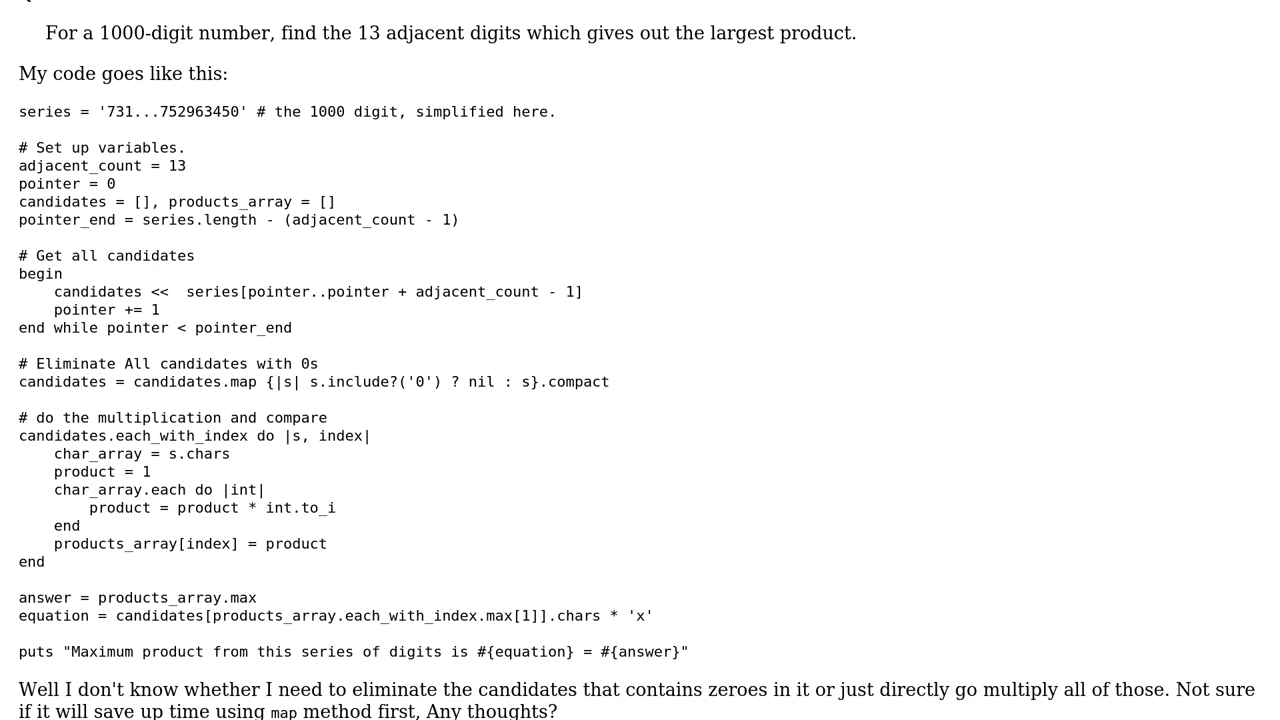 For a 1000-digit number, find the 13 adjacent digits which gives out the largest product.
My code goes like this:
series = '731...752963450' # the 1000 digit, simplified here.
# Set up variables.
adjacent_count = 13
pointer = 0
candidates = [], products_array = []
pointer_end = series.length - (adjacent_count - 1)
# Get all candidates
begin
    candidates <<  series[pointer..pointer + adjacent_count - 1]
    pointer += 1
end while pointer < pointer_end
# Eliminate All candidates with 0s
candidates = candidates.map {|s| s.include?('0') ? nil : s}.compact
# do the multiplication and compare
candidates.each_with_index do |s, index|
    char_array = s.chars
    product = 1
    char_array.each do |int|
        product = product * int.to_i
    end
    products_array[index] = product
end
answer = products_array.max
equation = candidates[products_array.each_with_index.max[1]].chars * 'x'
puts "Maximum product from this series of digits is #{equation} = #{answer}"
Well I don't know whether I need to eliminate the candidates that contains zeroes in it or just directly go multiply all of those. Not sure
if it will save up time using map method first, Any thoughts?